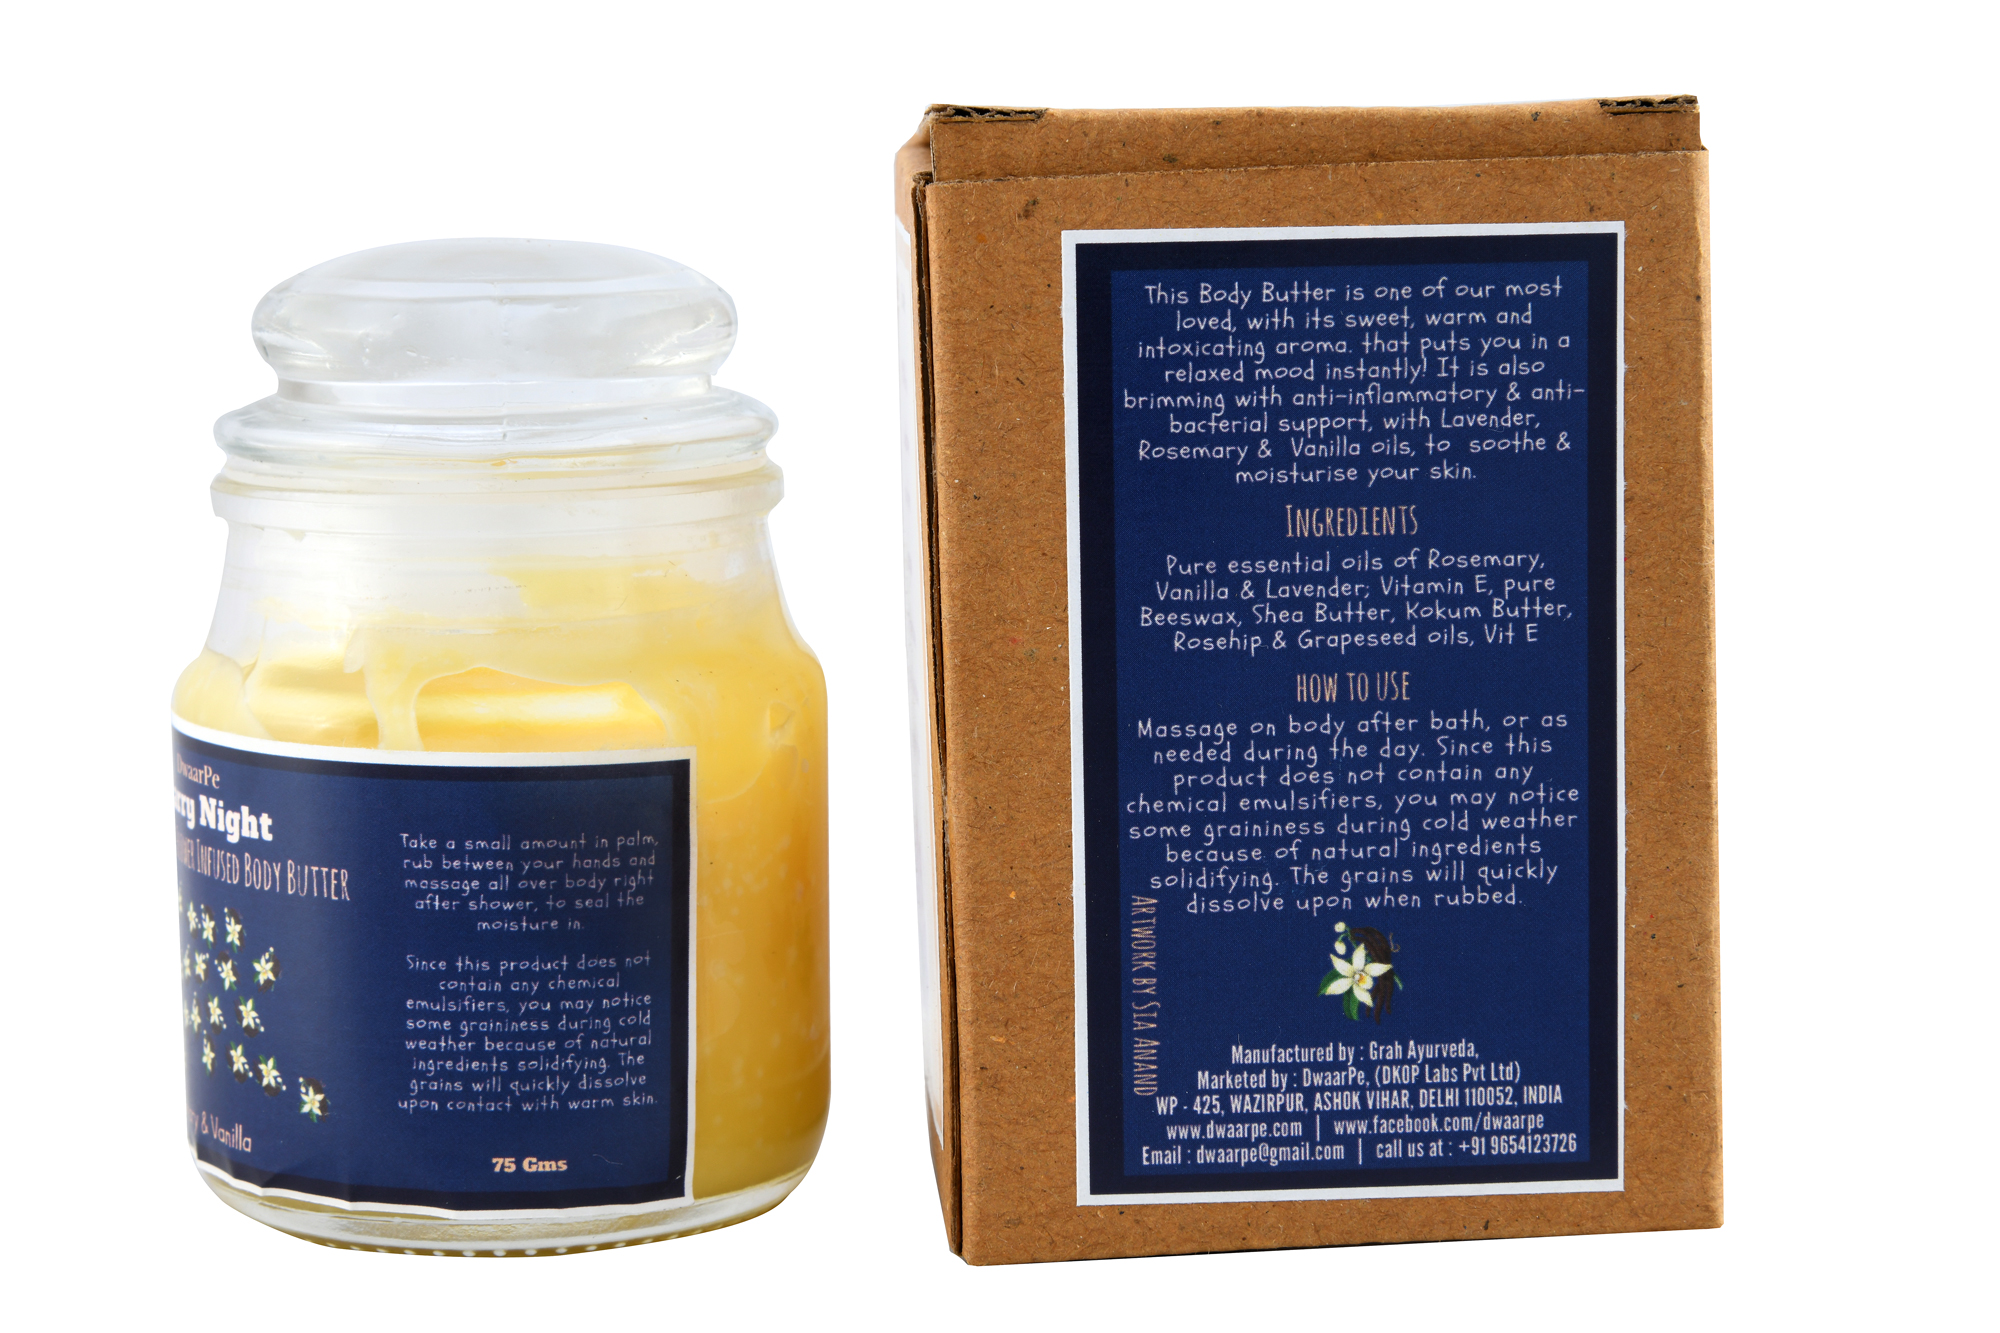 DwaarPe
Night
INFUSED BODY BUTTER
Take a small amount in palm,
rub between your hands and
massage all over body right
after shower, to seal the
moisture in.
Since this product does not
contain any chemical
emulsifiers, you may notice
some graininess during cold
weather because of natural
ingredients solidifying. The
grains will quickly dissolve
upon contact with warm skin.
& Vanilla
75 Gms
This Body Butter is one of our most
loved, with its sweet, warm and
intoxicating aroma. that puts you in a
relaxed mood instantly! It is also
brimming with anti-inflammatory & anti-
bacterial support, with Lavender,
Rosemary & Vanilla oils, to soothe &
moisturise your skin.
INGREDIENTS
Pure essential oils of Rosemary,
Vanilla & Lavender; Vitamin E, pure
Beeswax, Shea Butter, Kokum Butter,
Rosehip & Grapeseed oils, Vit E
HOW TO USE
Massage on body after bath, or as
needed during the day. Since this
product does not contain any
chemical emulsifiers, you may notice
some graininess during cold weather
because of natural ingredients
solidifying. The grains will quickly
dissolve upon when rubbed.
ARTWORK BY SIA ANAND
Manufactured by : Grah Ayurveda,
Marketed by : DwaarPe, (DKOP Labs Pvt Ltd)
WP - 425, WAZIRPUR, ASHOK VIHAR, DELHI 110052, INDIA
www.dwaarpe.com | www.facebook.com/dwaarpe
Email : dwaarpe@gmail.com | call us at : +91 9654123726